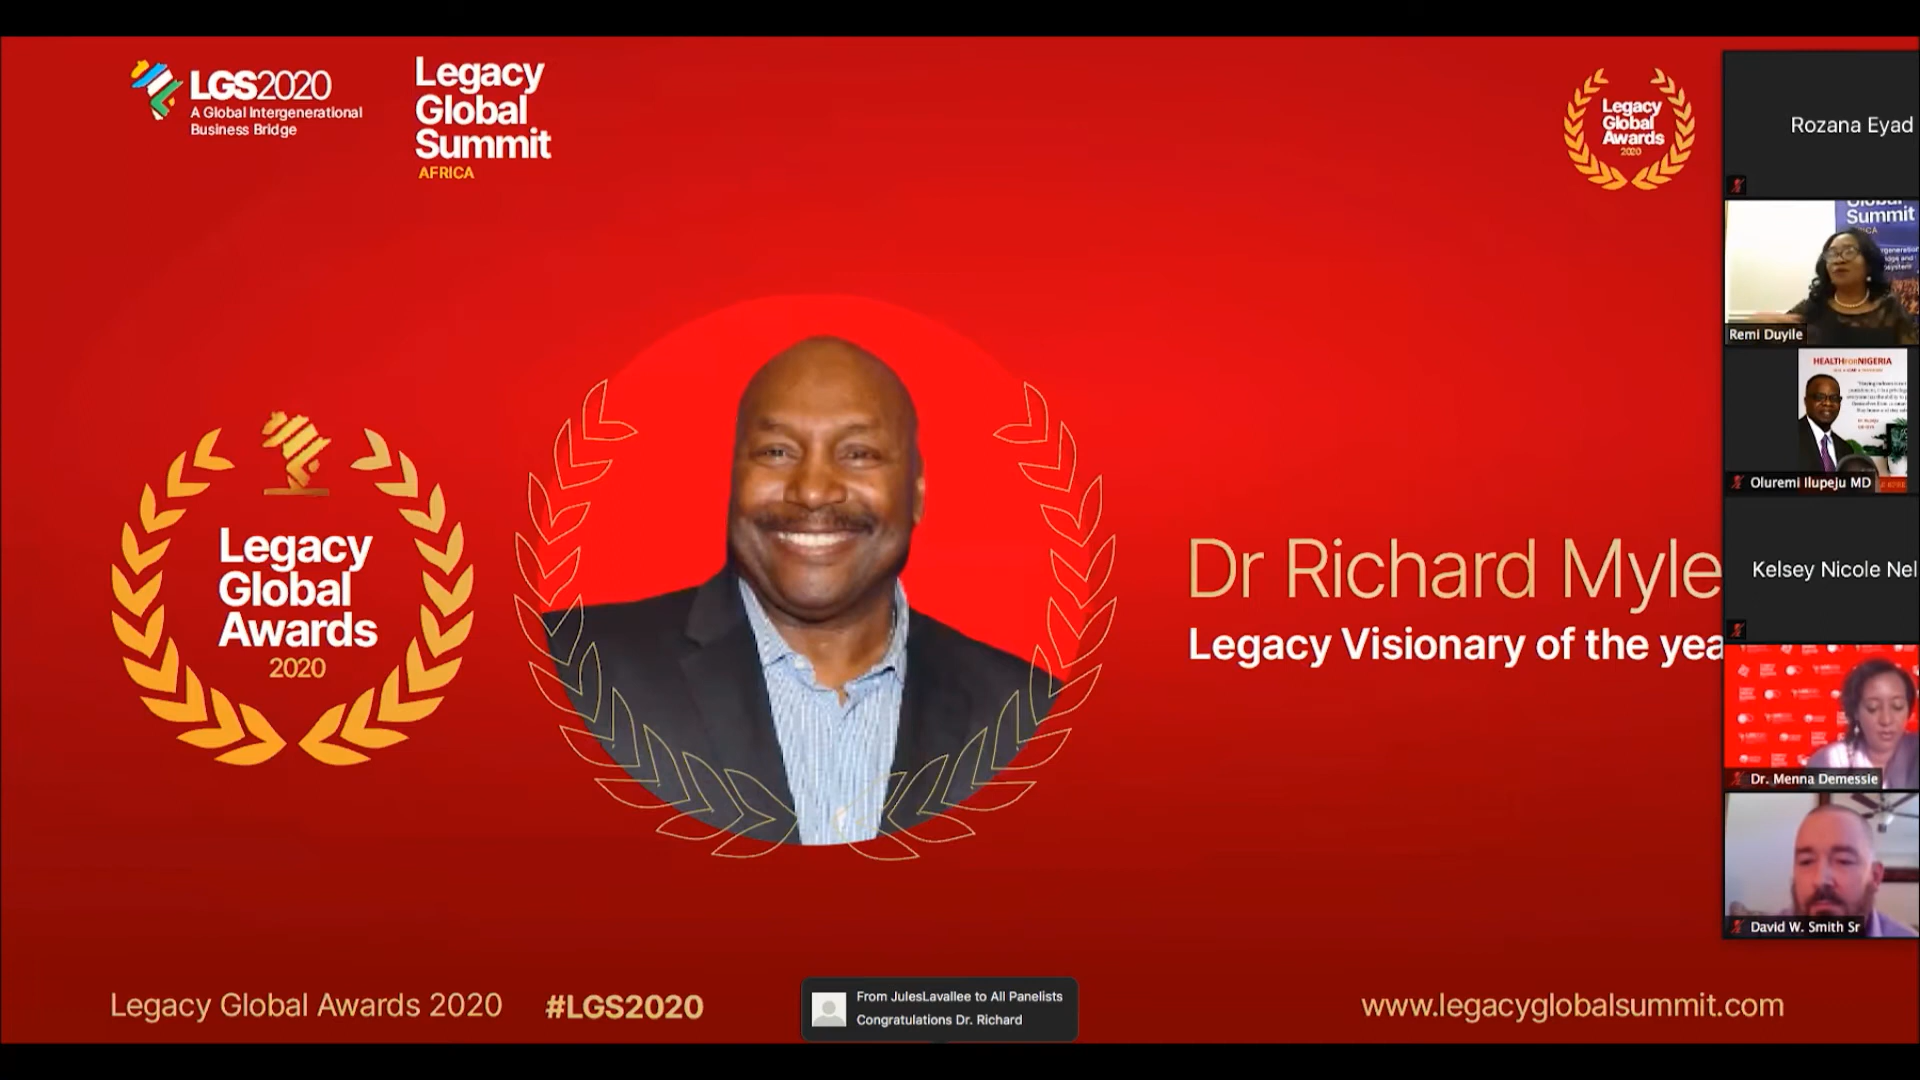 LGS2020
A Global Intergenerational
Business Bridge
Legacy
Global
Summit
AFRICA
Legacy
Global
Awards
2020
Legacy
Global
Awards
2020
Dr Richard Myle
Legacy Visionary of the yea
Legacy Global Awards 2020
#LGS2020
From JulesLavallee to All Panelists
Congratulations Dr. Richard
www.legacyglobalsummit.com
Rozana Eyad
Global
Summit
Remi Duyile
HEALTHFORNIGERIA
Oluremi Ilupeju MD
Kelsey Nicole Nel
Dr. Menna Demessie
David W. Smith Sr